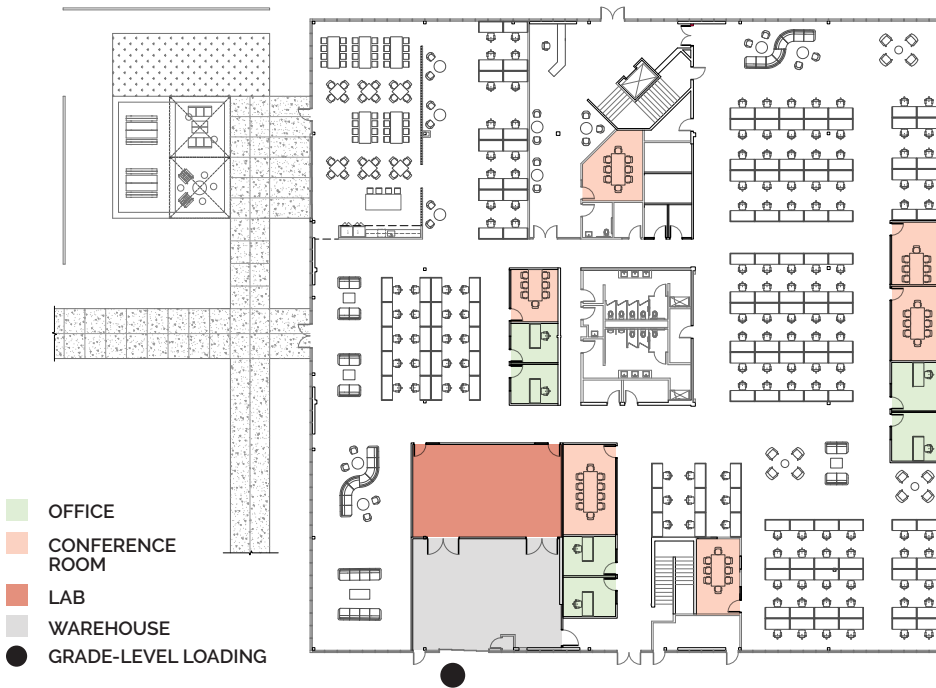 OFFICE
CONFERENCE
ROOM
LAB
WAREHOUSE
GRADE-LEVEL LOADING